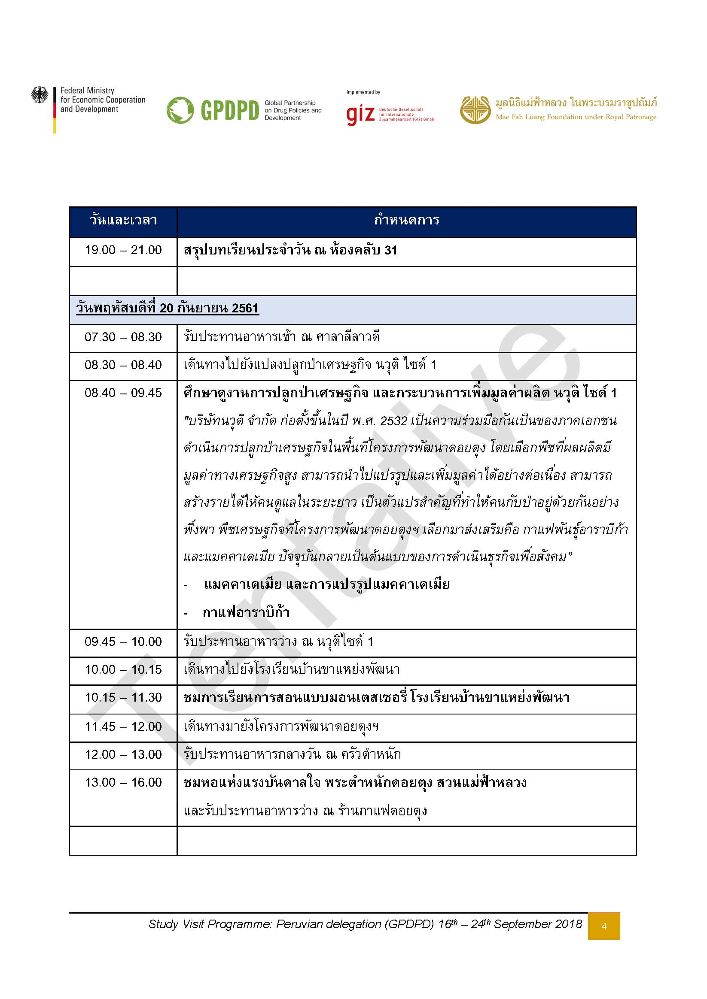 Federal Ministry
for Economic Cooperation
and Development
GPDPD
Global Partnership
on Drug Policies and
Development
Implemented by
giz
Deutsche Gesellschaft
für Internationale
Zusammenarbeit (GIZ) GmbH
มูลนิธิแม่ฟ้าหลวง ในพระบรมราชูปถัมภ์
Mae Fah Luang Foundation under Royal Patronage
วันและเวลา กำหนดการ
19.00 – 21.00 สรุปบทเรียนประจำวัน ณ ห้องคลับ 31
วันพฤหัสบดีที่ 20 กันยายน 2561
07.30 – 08.30 รับประทานอาหารเช้า ณ ศาลาลีลาวดี
08.30 – 08.40 เดินทางไปยังแปลงปลูกป่าเศรษฐกิจ นวุติ ไซด์ 1
08.40 – 09.45 ศึกษาดูงานการปลูกป่าเศรษฐกิจ และกระบวนการเพิ่มมูลค่าผลิต นวุติ ไซด์ 1
"บริษัทนวุติ จำกัด ก่อตั้งขึ้นในปี พ.ศ. 2532 เป็นความร่วมมือกันเป็นของภาคเอกชน
ดำเนินการปลูกป่าเศรษฐกิจในพื้นที่โครงการพัฒนาดอยตุง โดยเลือกพืชที่ผลผลิตมี
มูลค่าทางเศรษฐกิจสูง สามารถนำไปแปรรูปและเพิ่มมูลค่าได้อย่างต่อเนื่อง สามารถ
สร้างรายได้ให้คนดูแลในระยะยาว เป็นตัวแปรสำคัญที่ทำให้คนกับป่าอยู่ด้วยกันอย่าง
พึ่งพา พืชเศรษฐกิจที่โครงการพัฒนาดอยตุงฯ เลือกมาส่งเสริมคือ กาแฟพันธุ์อาราบิก้า
และแมคคาเดเมีย ปัจจุบันกลายเป็นต้นแบบของการดำเนินธุรกิจเพื่อสังคม"
- แมคคาเดเมีย และการแปรรูปแมคคาเดเมีย
- กาแฟอาราบิก้า
09.45 – 10.00 รับประทานอาหารว่าง ณ นวุติไซด์ 1
10.00 – 10.15 เดินทางไปยังโรงเรียนบ้านขาแหย่งพัฒนา
10.15 – 11.30 ชมการเรียนการสอนแบบมอนเตสเซอรี่ โรงเรียนบ้านขาแหย่งพัฒนา
11.45 – 12.00 เดินทางมายังโครงการพัฒนาดอยตุงฯ
12.00 – 13.00 รับประทานอาหารกลางวัน ณ ครัวตำหนัก
13.00 – 16.00 ชมหอแห่งแรงบันดาลใจ พระตำหนักดอยตุง สวนแม่ฟ้าหลวง
และรับประทานอาหารว่าง ณ ร้านกาแฟดอยตุง
Tentative
Study Visit Programme: Peruvian delegation (GPDPD) 16th – 24th September 2018 4